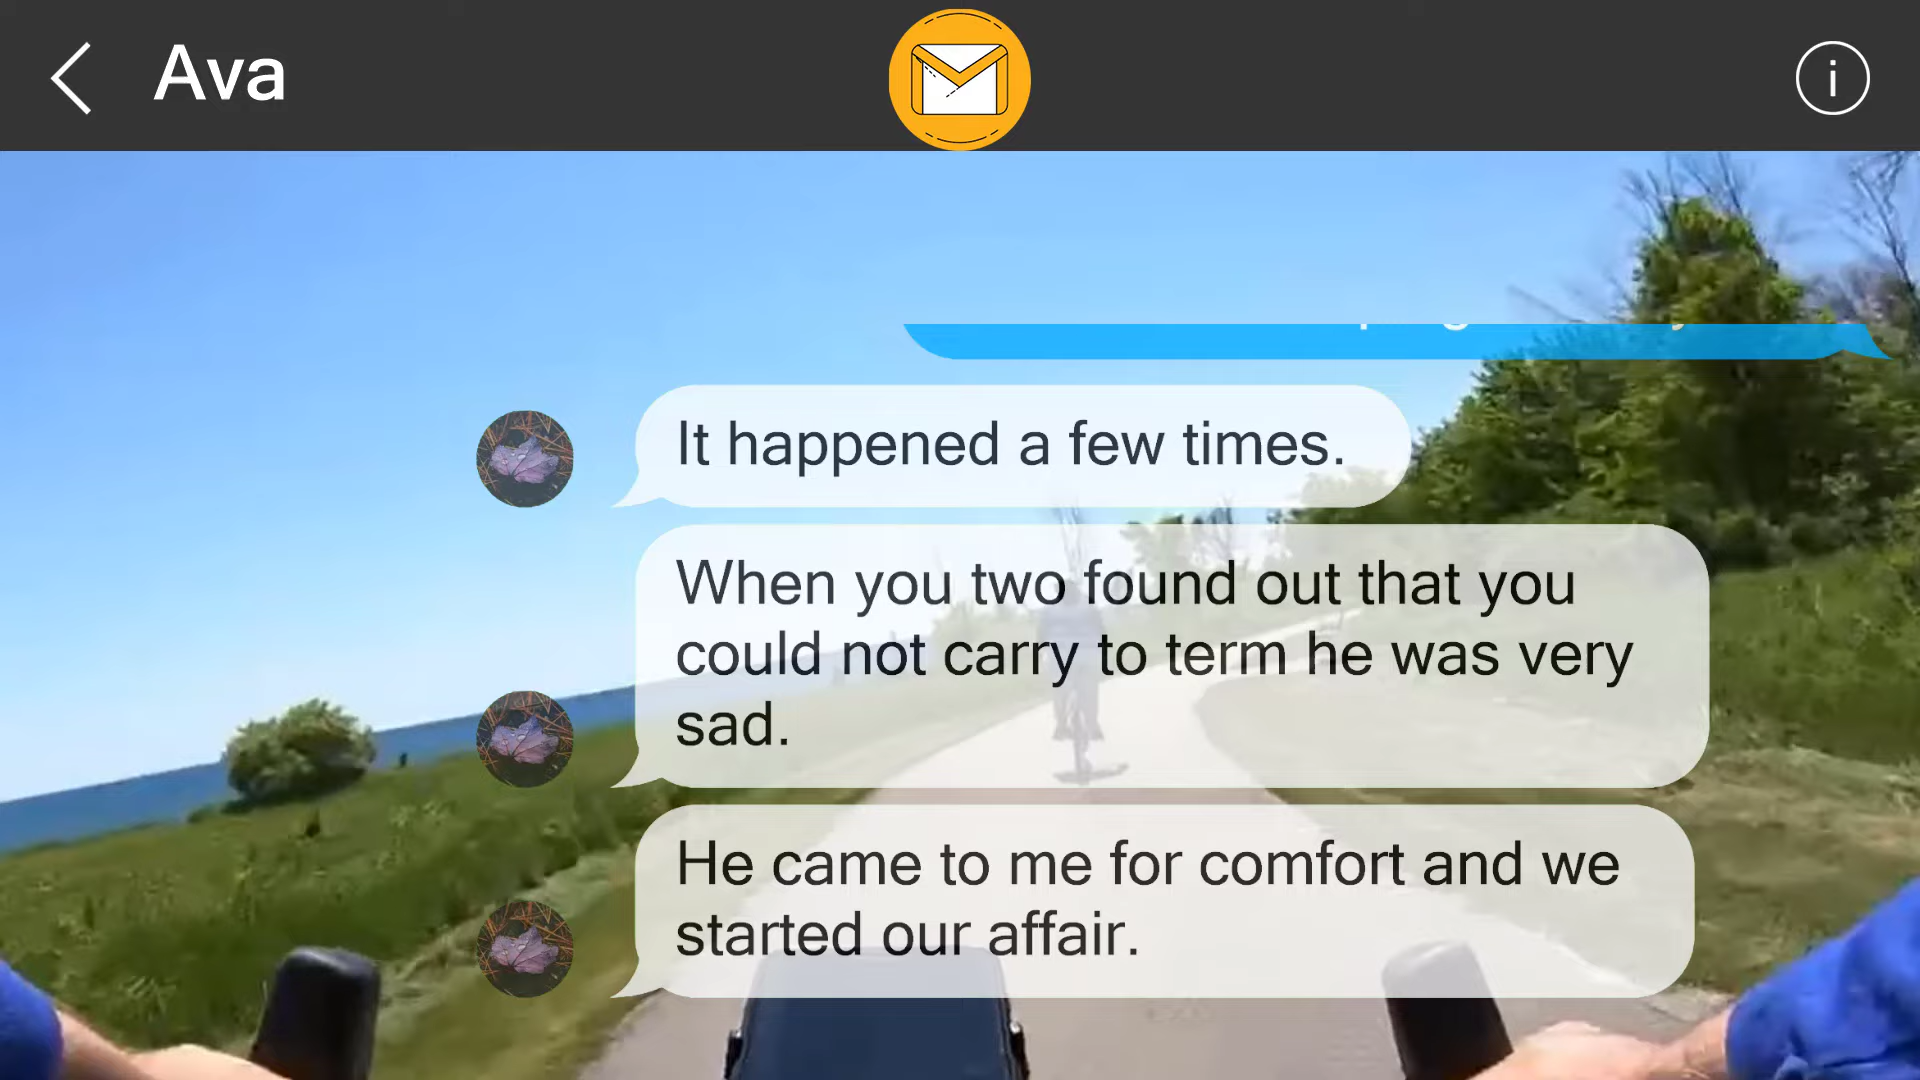 Ava
It happened a few times.
When you two found out that you
could not carry to term he was very
sad.
He came to me for comfort and we
started our affair.